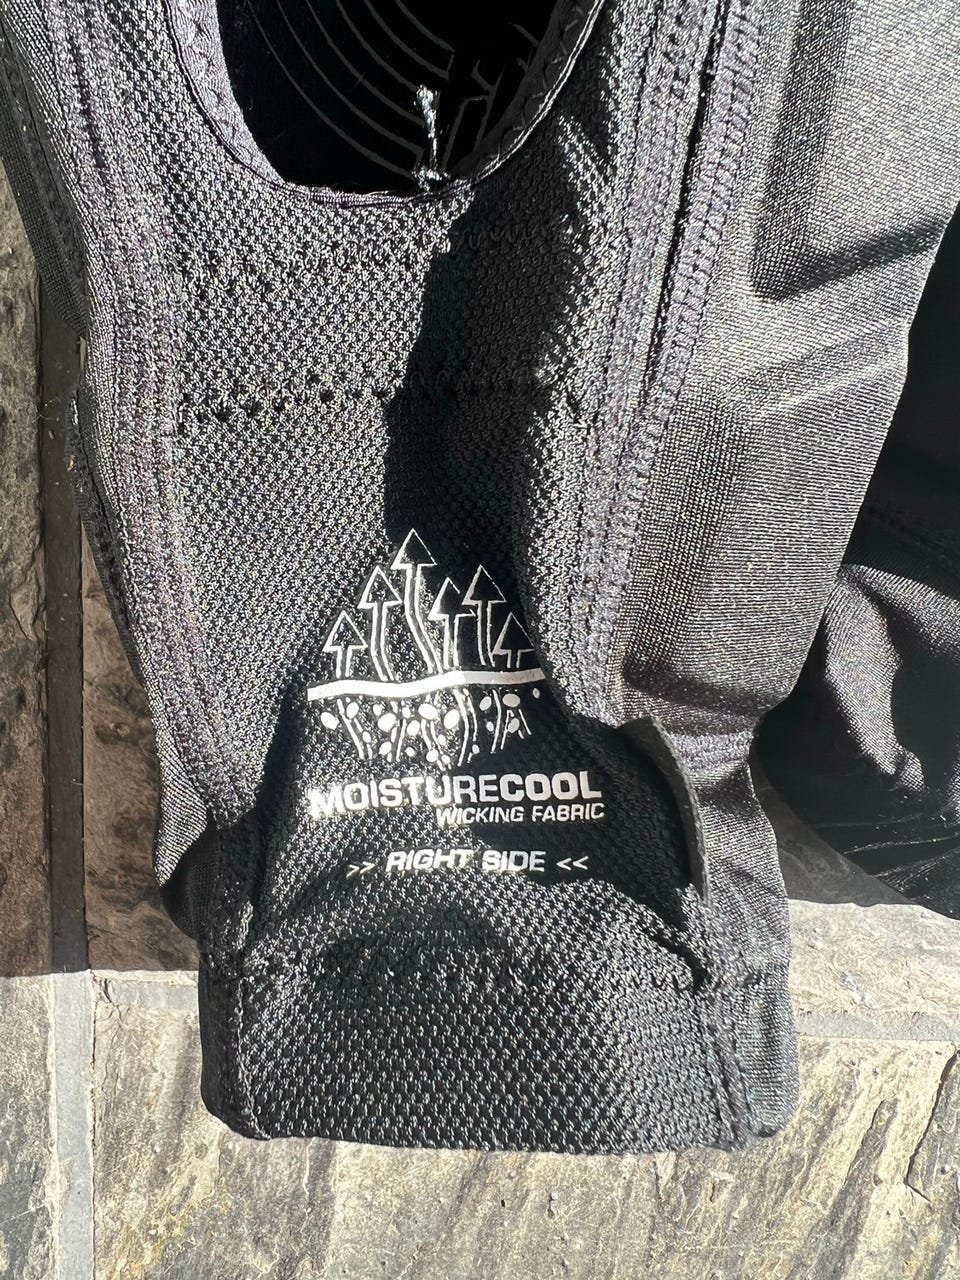 MOISTURECOOL
WICKING FABRIC
>> RIGHT SIDE <<